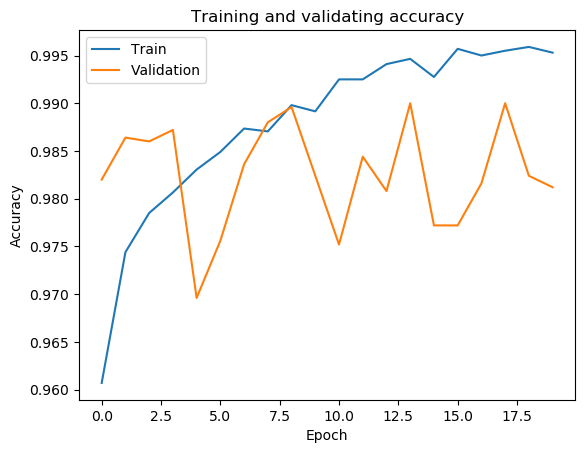 Training and validating accuracy
Train
Validation
0.995
0.990
0.985
0.980
0.975
0.970
0.965
0.960
Accuracy
0.0 2.5 5.0 7.5 10.0 12.5 15.0 17.5
Epoch